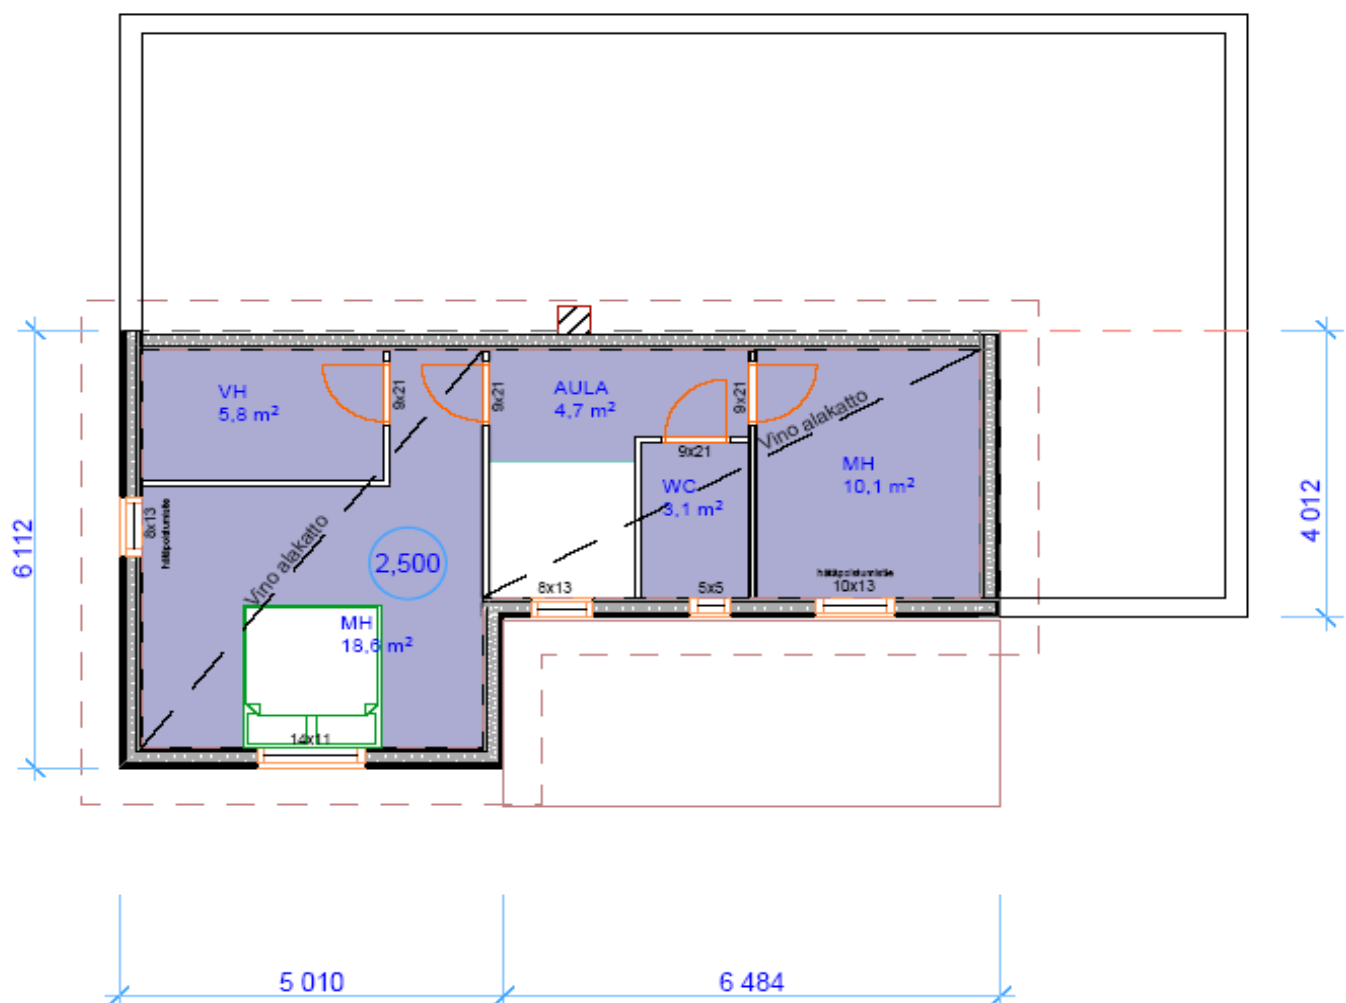 VH
5,8 m²
9x21
9x21
AULA
4,7 m²
9x21
9x21
Vino alakatto
MH
10,1 m²
WC
3,1 m²
8x13
hätäpoistumistie
Vino alakatto
2,500
8x13
5x5
hätäpoistumistie
10x13
MH
18,6 m²
14x11
6 112
4 012
5 010
6 484